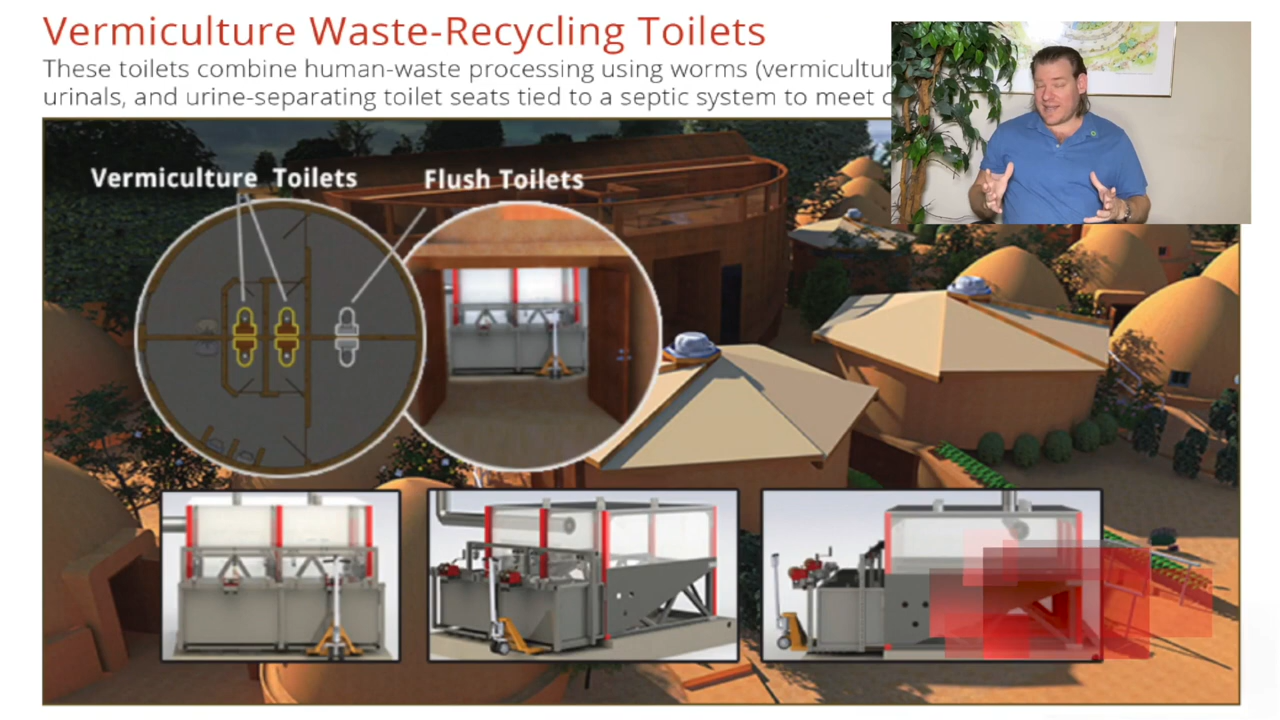 Vermiculture Waste-Recycling Toilets
These toilets combine human-waste processing using worms
urinals, and urine-separating toilet seats tied to a septic system to meet
Vermiculture Toilets
Flush Toilets